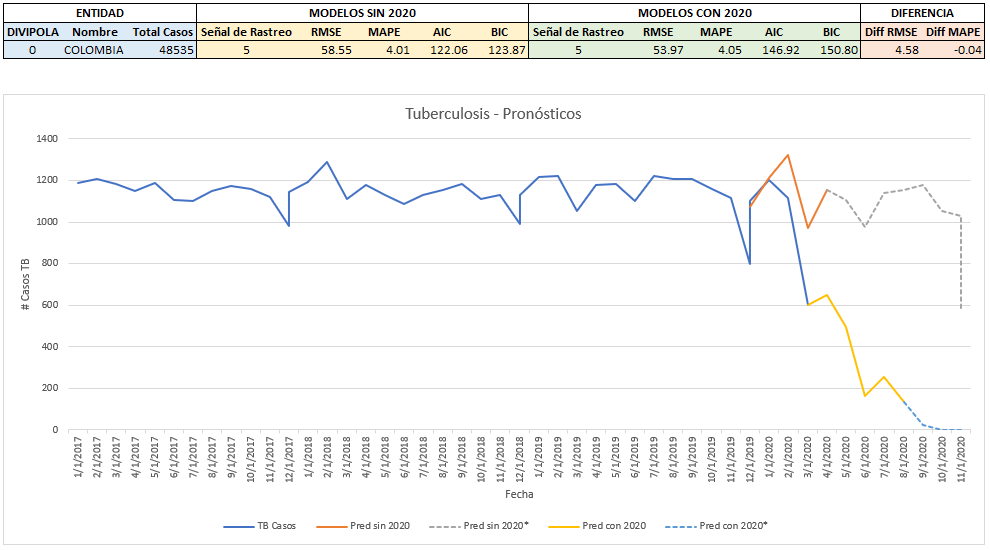 ENTIDAD MODELOS SIN 2020 MODELOS CON 2020 DIFERENCIA
DIVIPOLA Nombre Total Casos Señal de Rastreo RMSE MAPE AIC BIC Señal de Rastreo RMSE MAPE AIC BIC Diff RMSE Diff MAPE
0 COLOMBIA 48535 5 58.55 4.01 122.06 123.87 5 53.97 4.05 146.92 150.80 4.58 -0.04
Tuberculosis - Pronósticos
# Casos TB
1400
1200
1000
800
600
400
200
0
1/1/2017 2/1/2017 3/1/2017 4/1/2017 5/1/2017 6/1/2017 7/1/2017 8/1/2017 9/1/2017 10/1/2017 11/1/2017 12/1/2017 1/1/2018 2/1/2018 3/1/2018 4/1/2018 5/1/2018 6/1/2018 7/1/2018 8/1/2018 9/1/2018 10/1/2018 11/1/2018 12/1/2018 1/1/2019 2/1/2019 3/1/2019 4/1/2019 5/1/2019 6/1/2019 7/1/2019 8/1/2019 9/1/2019 10/1/2019 11/1/2019 12/1/2019 1/1/2020 2/1/2020 3/1/2020 4/1/2020 5/1/2020 6/1/2020 7/1/2020 8/1/2020 9/1/2020 10/1/2020 11/1/2020
Fecha
TB Casos Pred sin 2020 Pred sin 2020* Pred con 2020 Pred con 2020*